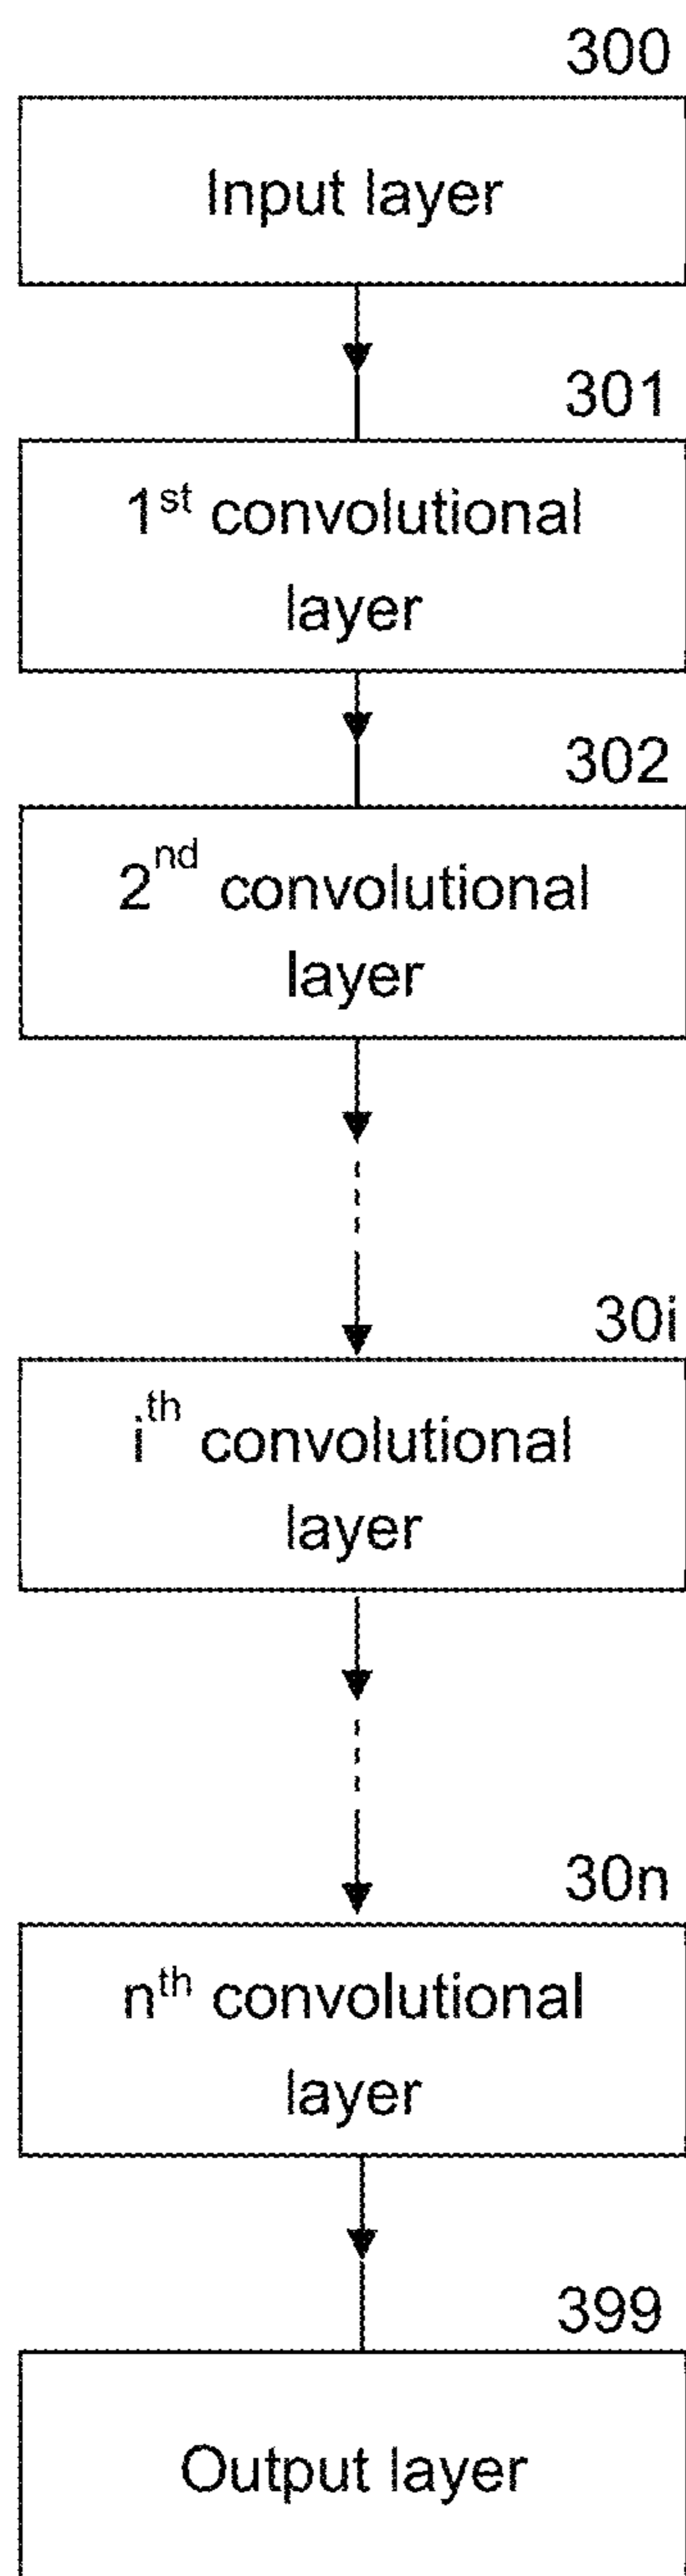 300
Input layer
301
1st convolutional
layer
302
2nd convolutional
layer
30i
ith convolutional
layer
30n
nth convolutional
layer
399
Output layer